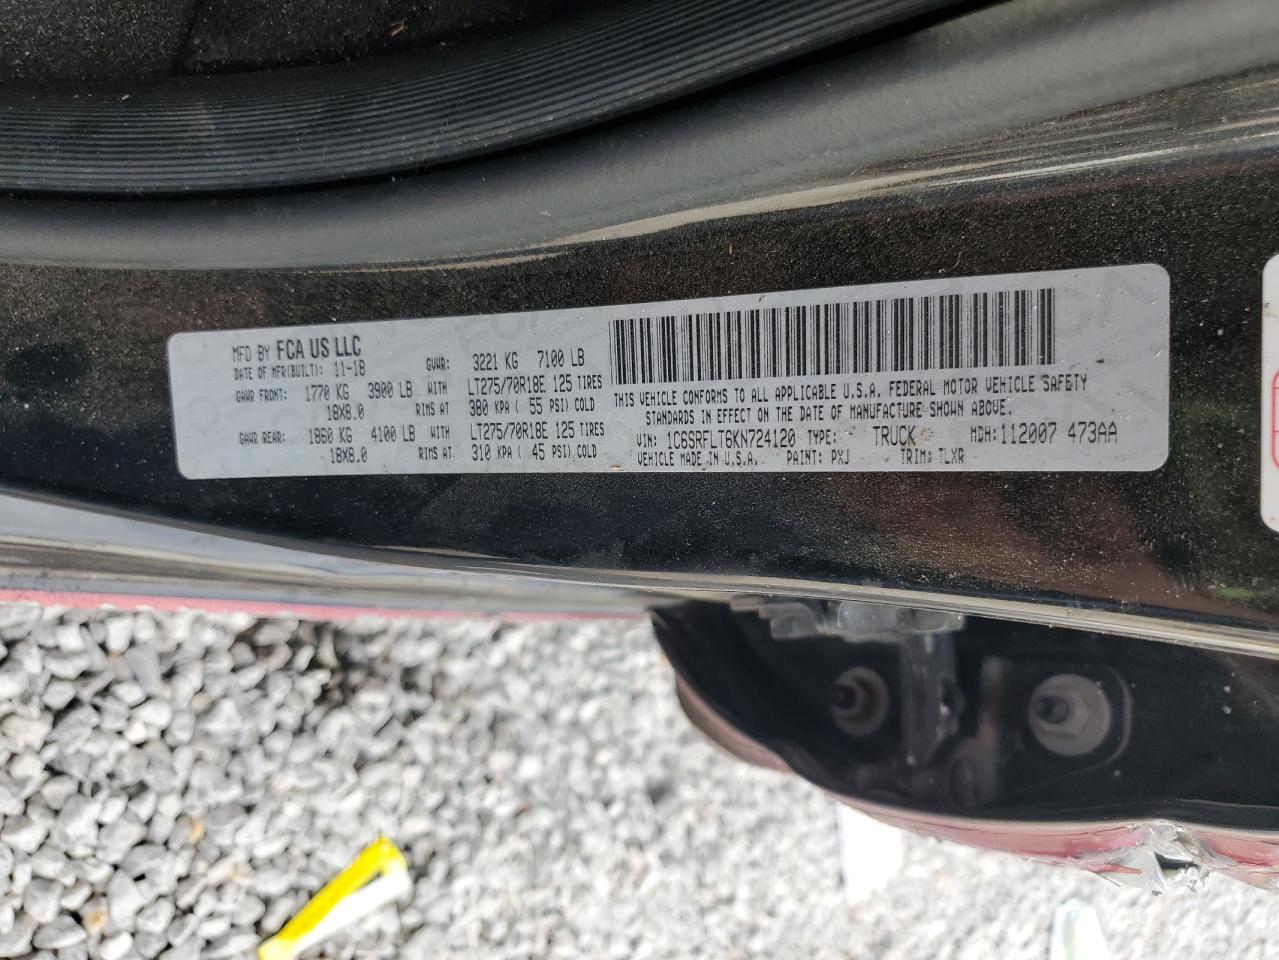 MFD BY FCA US LLC
DATE OF MFR(BUILT): 11-18 GVWR: 3221 KG 7100 LB
GAWR FRONT: 1770 KG 3900 LB WITH LT275/70R18E 125 TIRES
18X8.0 RIMS AT 380 KPA ( 55 PSI) COLD
GAWR REAR: 1860 KG 4100 LB WITH LT275/70R18E 125 TIRES
18X8.0 RIMS AT 310 KPA ( 45 PSI) COLD
THIS VEHICLE CONFORMS TO ALL APPLICABLE U.S.A. FEDERAL MOTOR VEHICLE SAFETY
STANDARDS IN EFFECT ON THE DATE OF MANUFACTURE SHOWN ABOVE.
VIN: 1C6SRFLT6KN724120 TYPE: TRUCK MDH: 112007 473AA
VEHICLE MADE IN U.S.A. PAINT: PXJ TRIM: TLXR